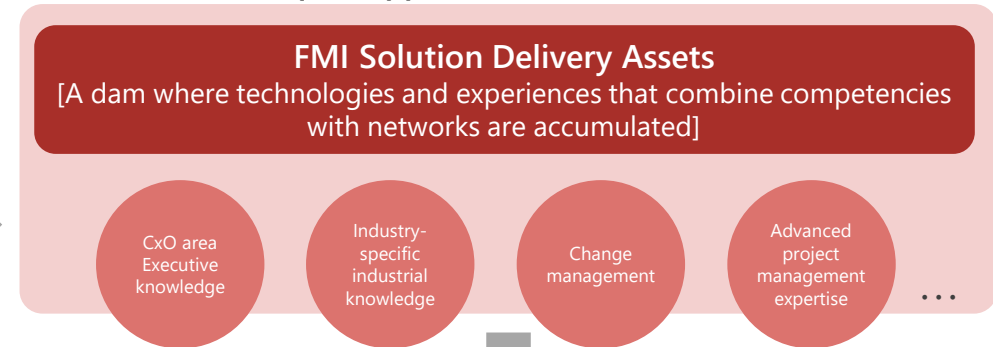 FMI Solution Delivery Assets
[A dam where technologies and experiences that combine competencies
with networks are accumulated]
CxO area
Executive
knowledge
Industry-
specific
industrial
knowledge
Change
management
Advanced
project
management
expertise
...